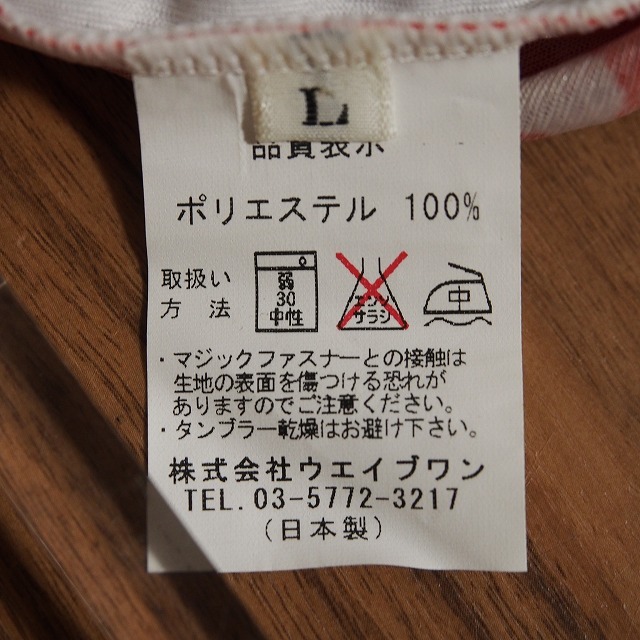 L
品質表示
ポリエステル 100%
取扱い
方 法
弱
30
中性
エンソ
サラシ
中
・マジックファスナーとの接触は
生地の表面を傷つける恐れが
ありますのでご注意ください。
・タンブラー乾燥はお避け下さい。
株式会社ウエイブワン
TEL.03-5772-3217
(日本製)